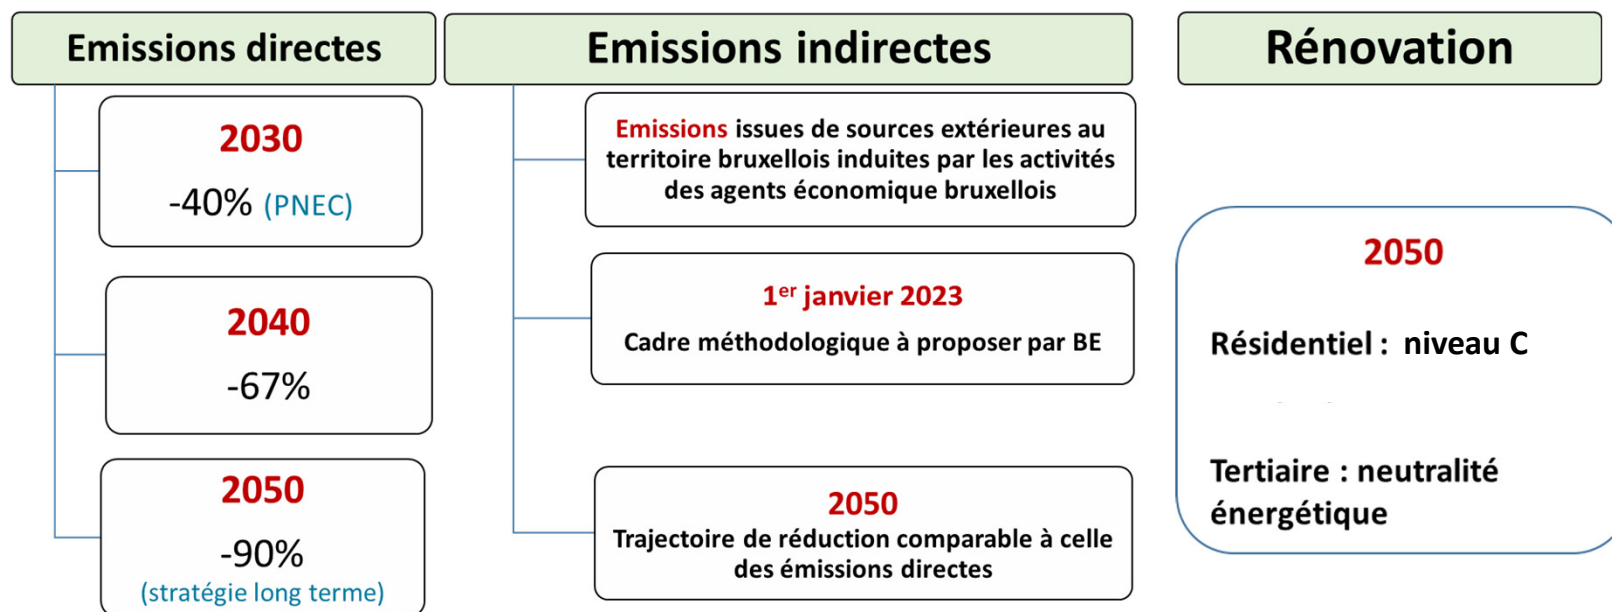 Emissions directes
2030
-40% (PNEC)
2040
-67%
2050
-90%
(stratégie long terme)
Emissions indirectes
Emissions issues de sources extérieures au
territoire bruxellois induites par les activités
des agents économique bruxellois
1er janvier 2023
Cadre méthodologique à proposer par BE
2050
Trajectoire de réduction comparable à celle
des émissions directes
Rénovation
2050
Résidentiel : niveau C
Tertiaire : neutralité
énergétique